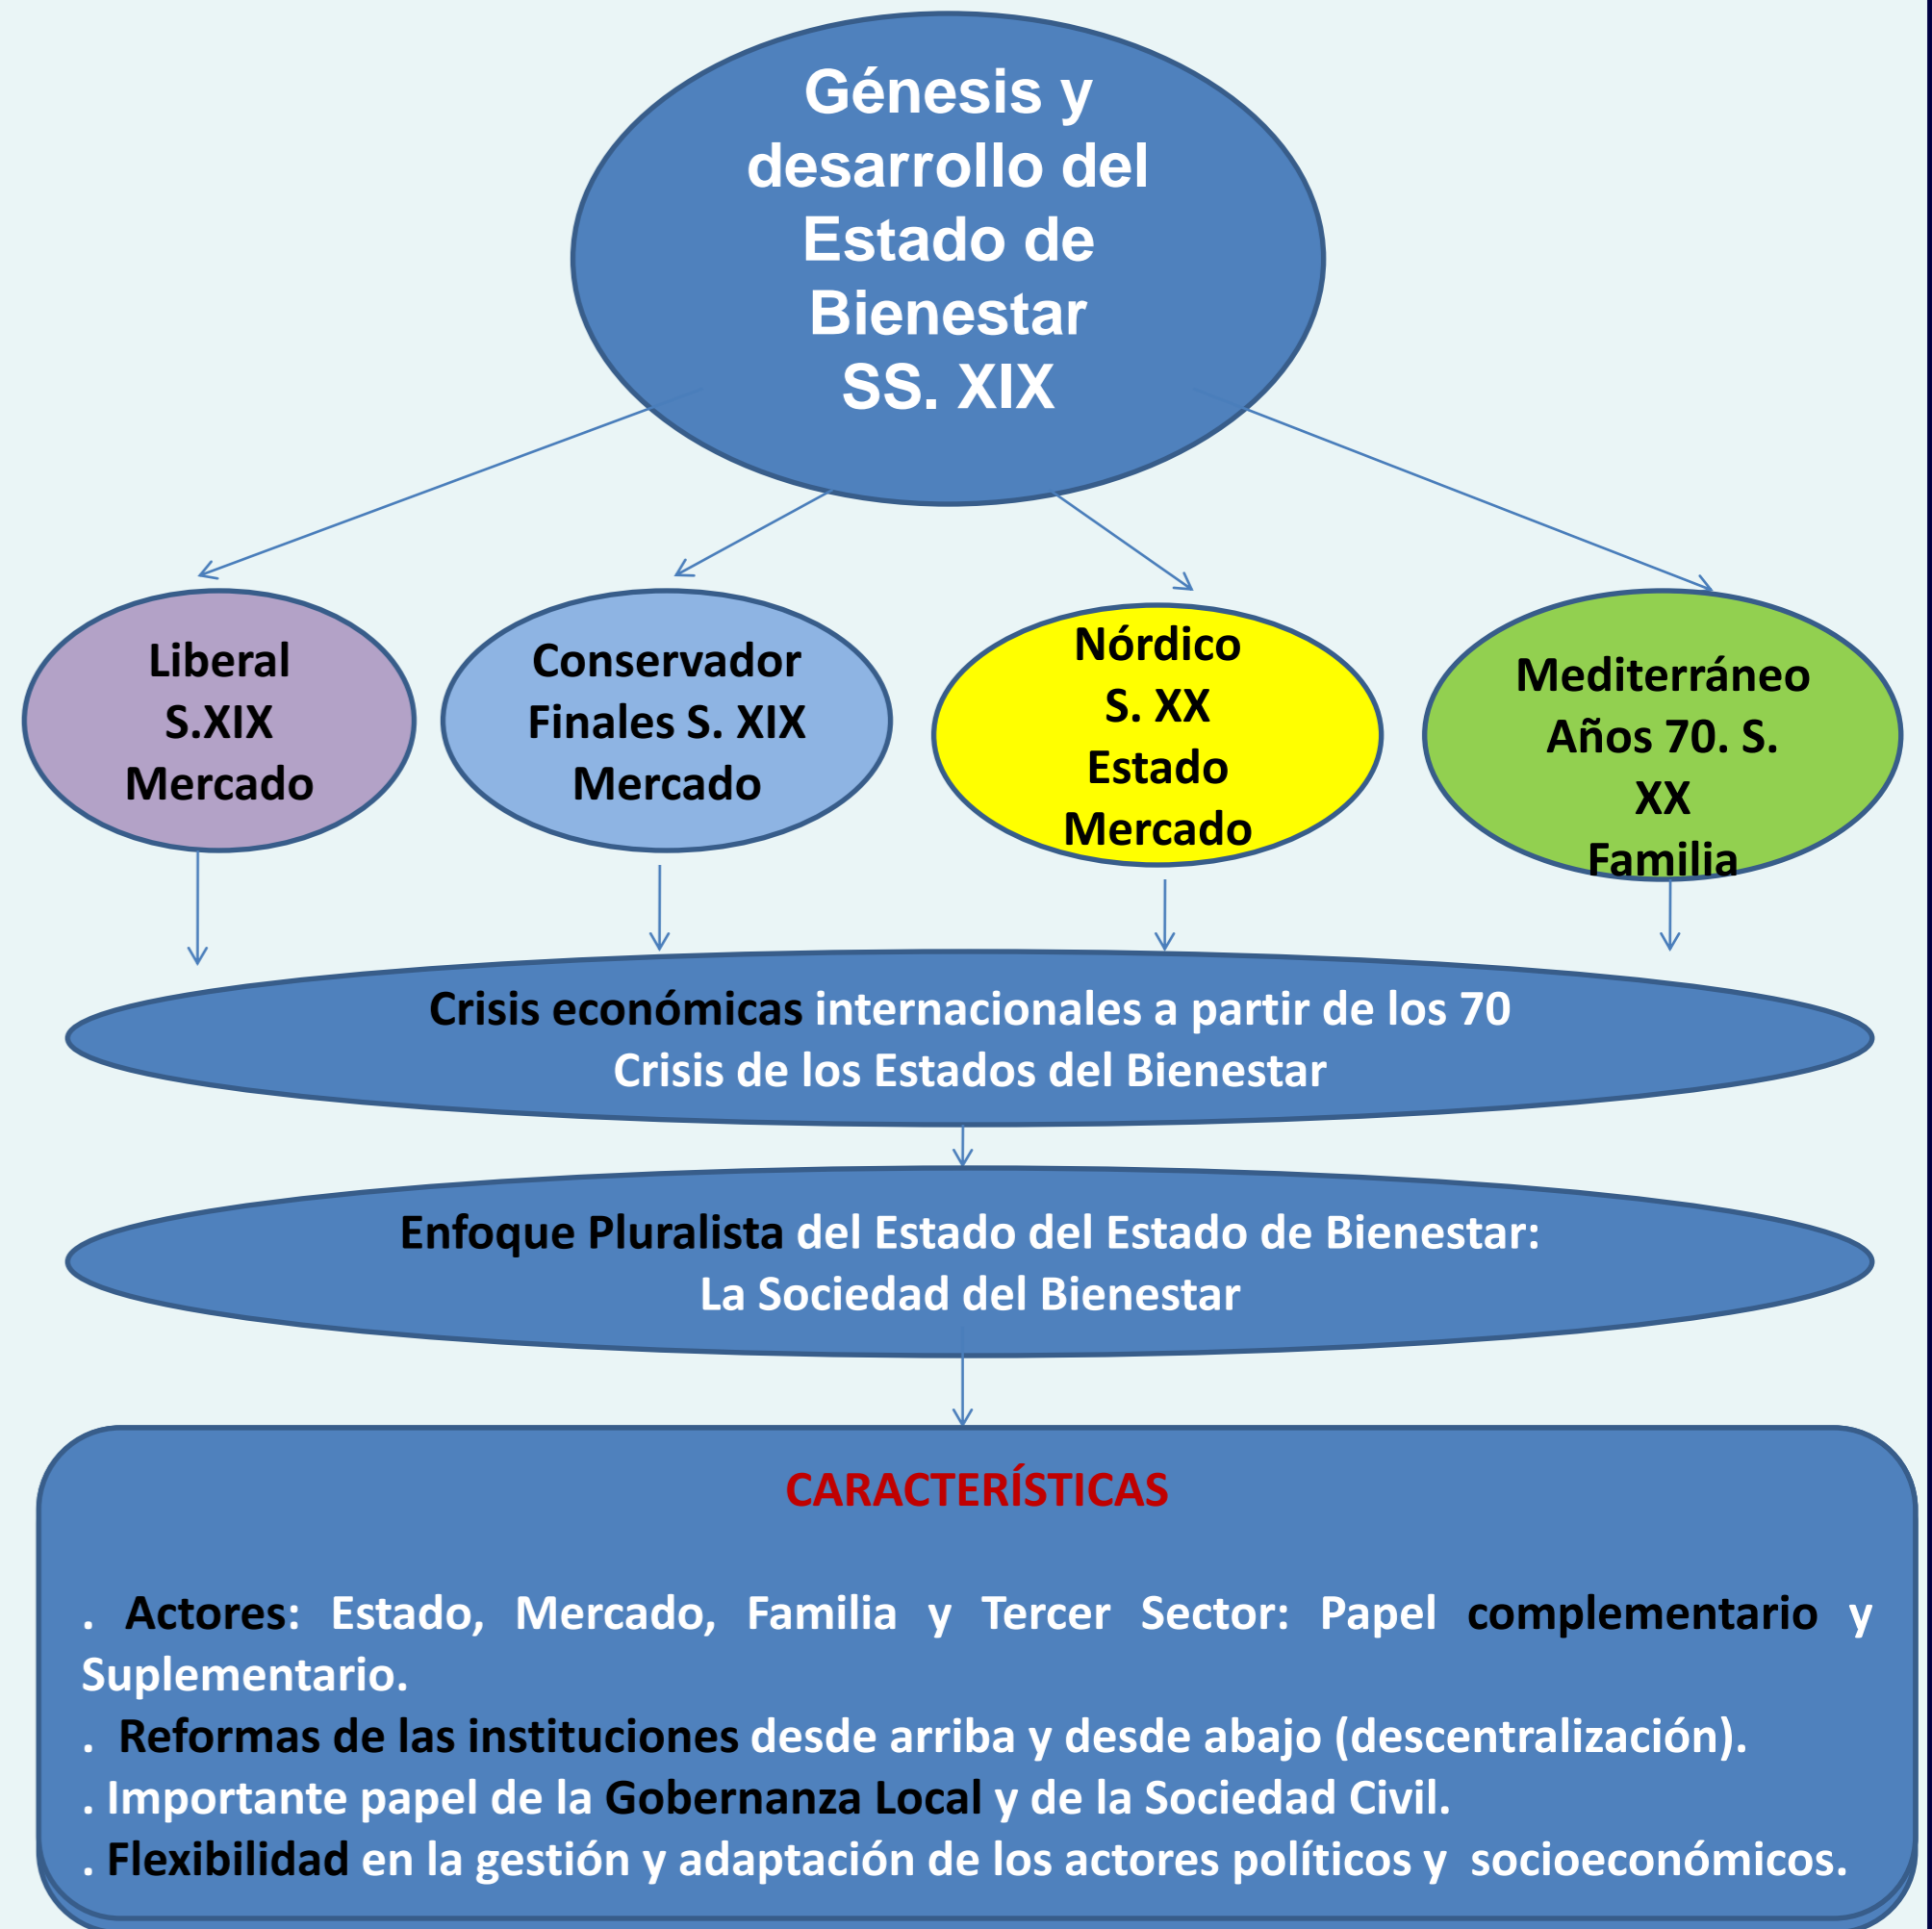 Génesis y
desarrollo del
Estado de
Bienestar
SS. XIX
Liberal
S.XIX
Mercado
Conservador
Finales S. XIX
Mercado
Nórdico
S. XX
Estado
Mercado
Mediterráneo
Años 70. S.
XX
Familia
Crisis económicas internacionales a partir de los 70
Crisis de los Estados del Bienestar
Enfoque Pluralista del Estado del Estado de Bienestar:
La Sociedad del Bienestar
CARACTERÍSTICAS
. Actores: Estado, Mercado, Familia y Tercer Sector: Papel complementario y
Suplementario.
. Reformas de las instituciones desde arriba y desde abajo (descentralización).
. Importante papel de la Gobernanza Local y de la Sociedad Civil.
. Flexibilidad en la gestión y adaptación de los actores políticos y socioeconómicos.